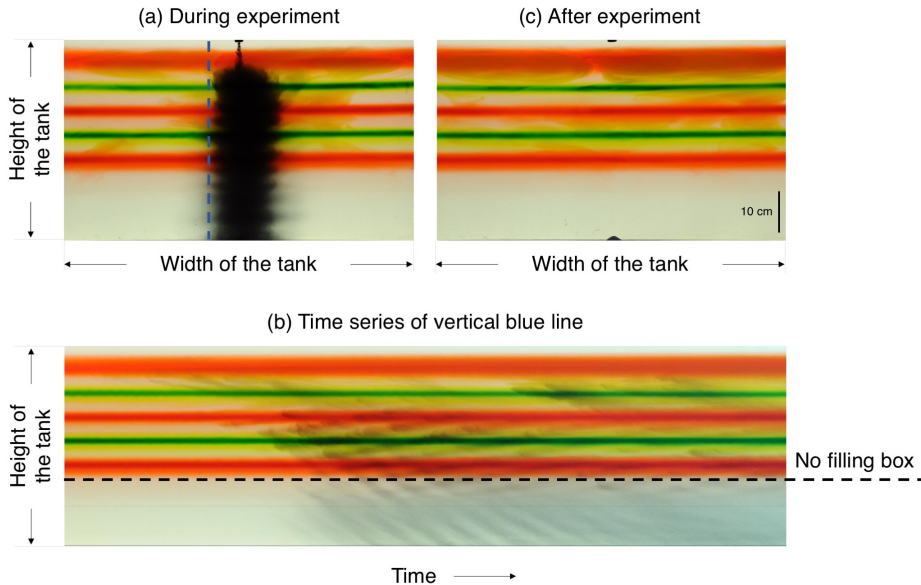 (a) During experiment
(c) After experiment
Height of
the tank
10 cm
Width of the tank
Width of the tank
(b) Time series of vertical blue line
Height of
the tank
No filling box
Time